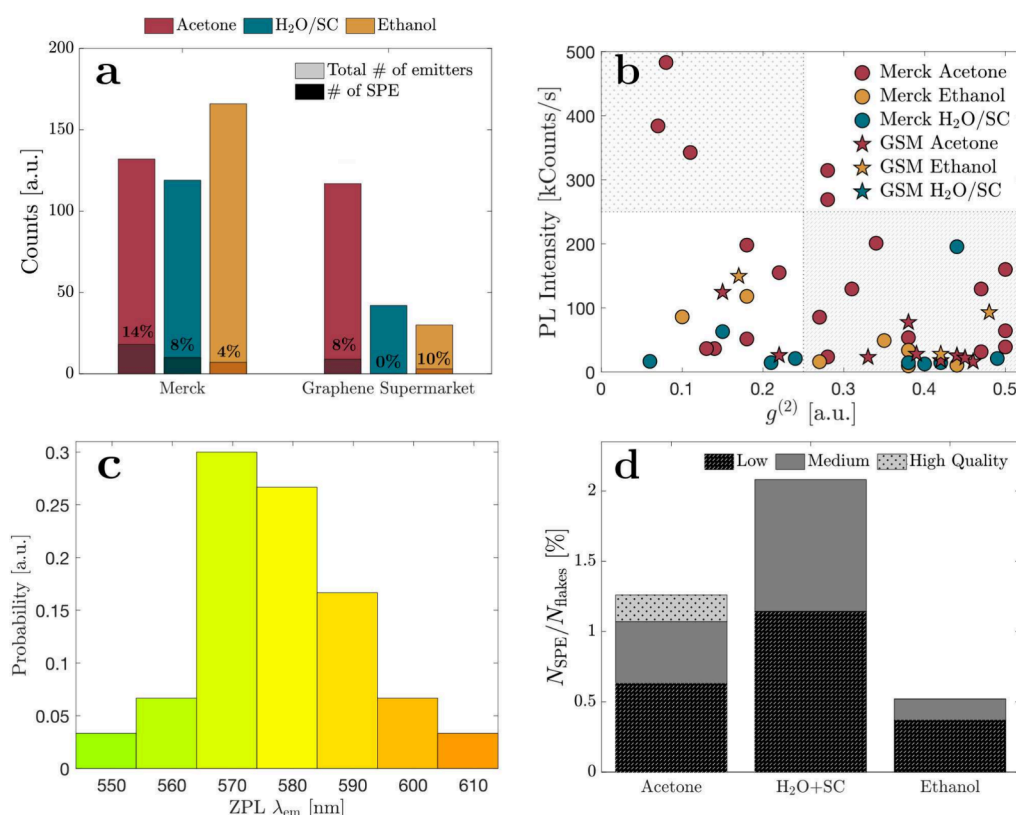 Acetone H₂O/SC Ethanol
a
Total # of emitters
# of SPE
Counts [a.u.]
200
150
100
50
0
14%
8%
4%
8%
0%
10%
Merck
Graphene Supermarket
b
Merck Acetone
Merck Ethanol
Merck H₂O/SC
GSM Acetone
GSM Ethanol
GSM H₂O/SC
PL Intensity [kCounts/s]
500
400
300
200
100
0
0 0.1 0.2 0.3 0.4 0.5
g⁽²⁾ [a.u.]
c
Probability [a.u.]
0.3
0.25
0.2
0.15
0.1
0.05
0
550 560 570 580 590 600 610
ZPL λem [nm]
d
Low Medium High Quality
N_SPE/N_flakes [%]
2
1.5
1
0.5
0
Acetone H₂O+SC Ethanol